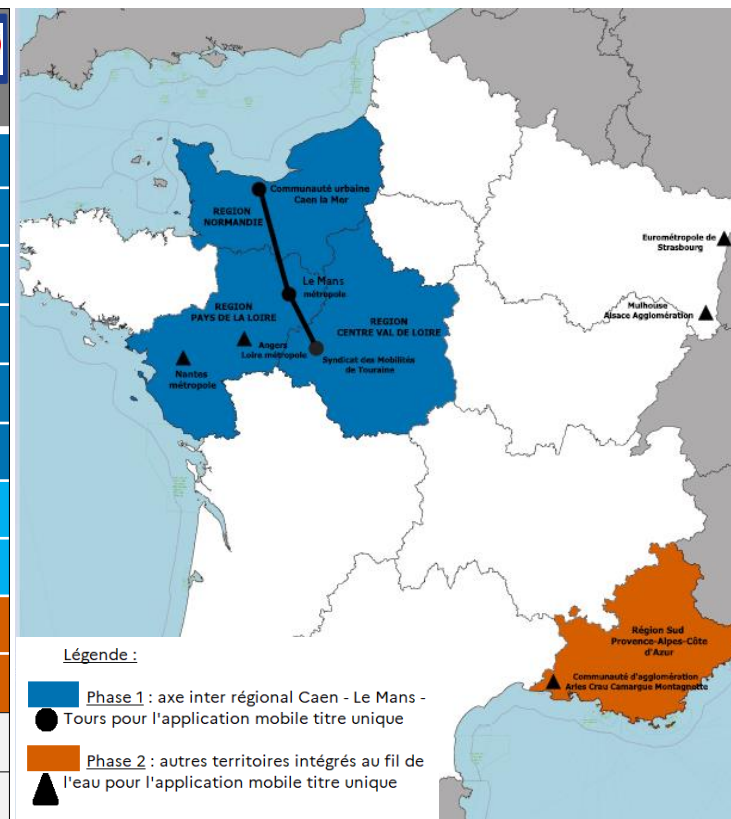 Communauté urbaine
Caen la Mer
REGION
NORMANDIE
Le Mans
métropole
REGION
PAYS DE LA LOIRE
REGION
CENTRE VAL DE LOIRE
Angers
Loire métropole
Syndicat des Mobilités
de Touraine
Nantes
métropole
Eurométropole de
Strasbourg
Mulhouse
Alsace Agglomération
Région Sud
Provence-Alpes-Côte
d'Azur
Communauté d'agglomération
Arles Crau Camargue Montagnette
Légende :
Phase 1 : axe inter régional Caen - Le Mans -
Tours pour l'application mobile titre unique
Phase 2 : autres territoires intégrés au fil de
l'eau pour l'application mobile titre unique